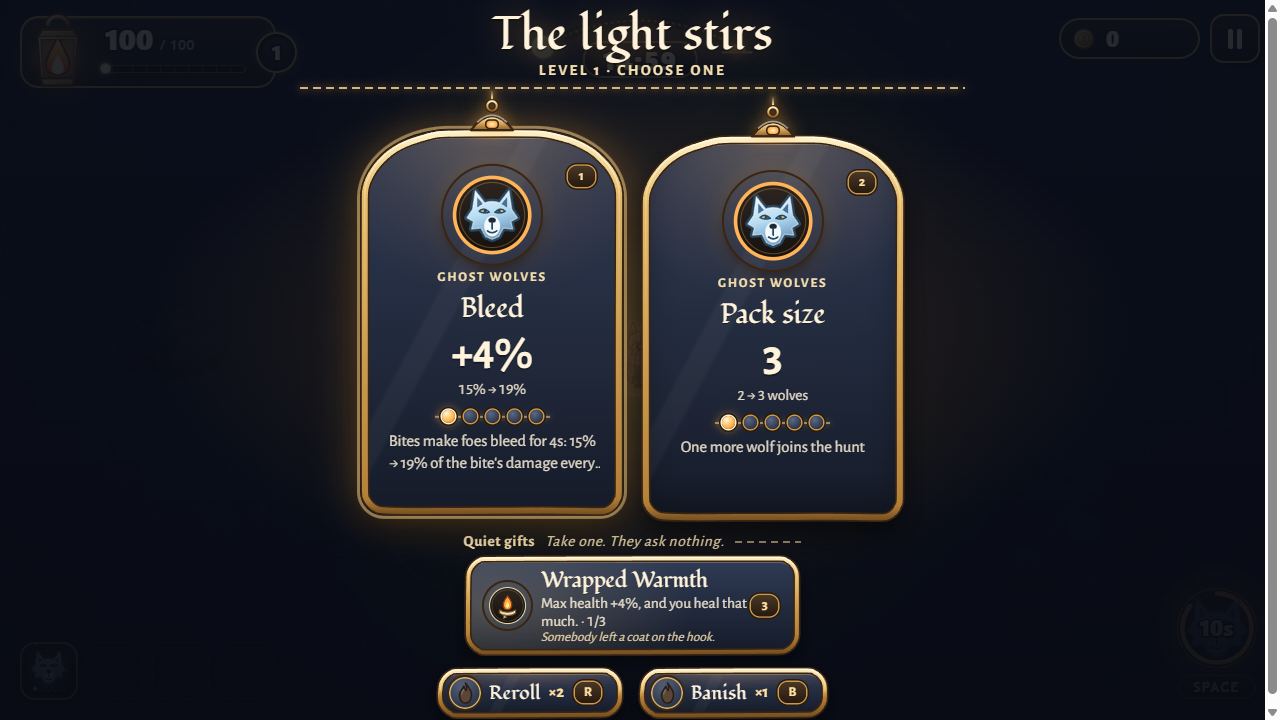 100 / 100
1
0
The light stirs
LEVEL 1 · CHOOSE ONE
1
GHOST WOLVES
Bleed
+4%
15% → 19%
Bites make foes bleed for 4s: 15%
→ 19% of the bite's damage every..
2
GHOST WOLVES
Pack size
3
2 → 3 wolves
One more wolf joins the hunt
Quiet gifts Take one. They ask nothing.
Wrapped Warmth
Max health +4%, and you heal that
much. · 1/3
Somebody left a coat on the hook.
3
Reroll ×2 R
Banish ×1 B
10s
SPACE